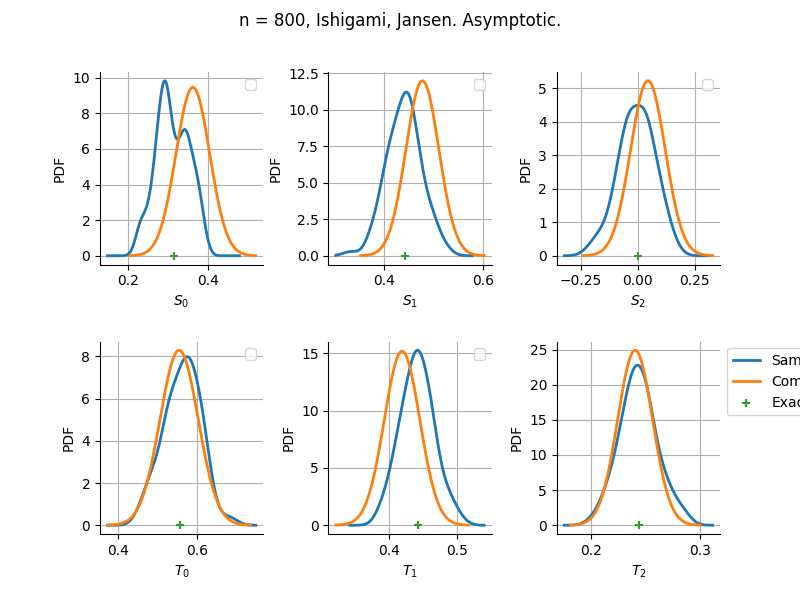 n = 800, Ishigami, Jansen. Asymptotic.
PDF
10
8
6
4
2
0
0.2 0.4
S0
PDF
12.5
10.0
7.5
5.0
2.5
0.0
0.4 0.6
S1
PDF
5
4
3
2
1
0
−0.25 0.00 0.25
S2
PDF
8
6
4
2
0
0.4 0.6
T0
PDF
15
10
5
0
0.4 0.5
T1
PDF
25
20
15
10
5
0
0.2 0.3
T2
Sam
Com
Exac